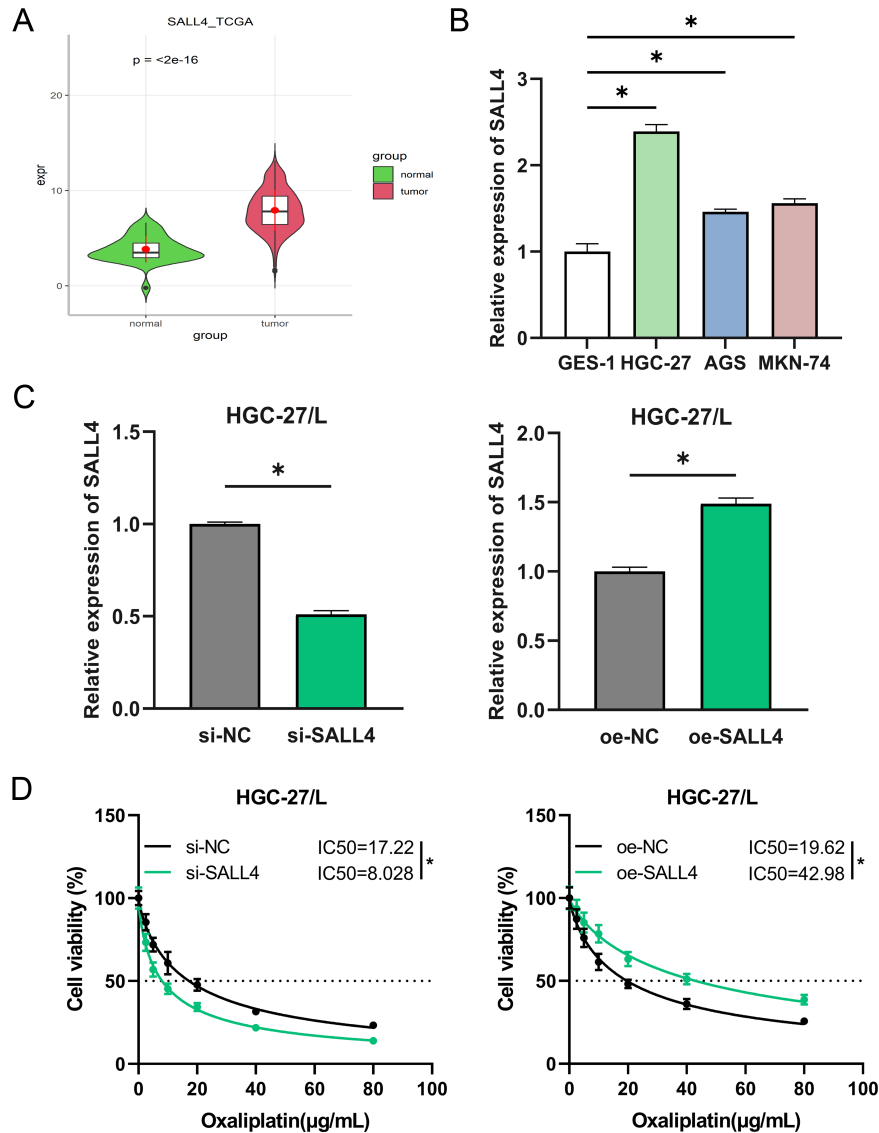 A
SALL4_TCGA
p = <2e-16
20
10
0
expr
normal
tumor
group
group
normal
tumor
B
*
*
*
Relative expression of SALL4
3
2
1
0
GES-1 HGC-27 AGS MKN-74
C
HGC-27/L
Relative expression of SALL4
1.5
1.0
0.5
0.0
*
si-NC si-SALL4
HGC-27/L
Relative expression of SALL4
2.0
1.5
1.0
0.5
0.0
*
oe-NC oe-SALL4
D
HGC-27/L
Cell viability (%)
150
100
50
0
si-NC IC50=17.22
si-SALL4 IC50=8.028
*
0 20 40 60 80 100
Oxaliplatin(µg/mL)
HGC-27/L
Cell viability (%)
150
100
50
0
oe-NC IC50=19.62
oe-SALL4 IC50=42.98
*
0 20 40 60 80 100
Oxaliplatin(µg/mL)